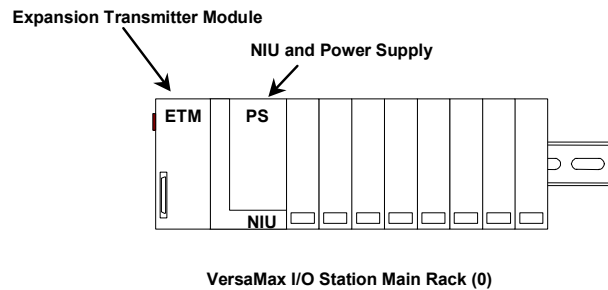 Expansion Transmitter Module
NIU and Power Supply
ETM
PS
NIU
VersaMax I/O Station Main Rack (0)